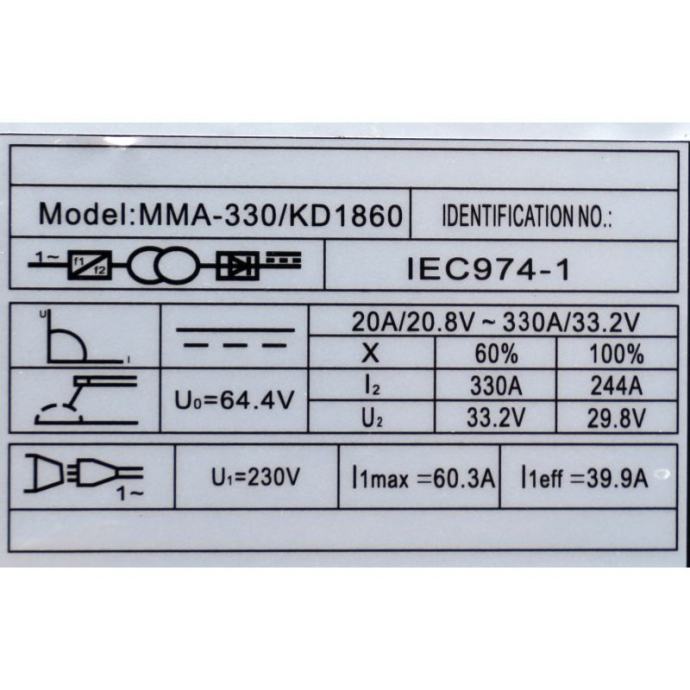 Model:MMA-330/KD1860 IDENTIFICATION NO.:
1~ f1 f2 IEC974-1
U I 20A/20.8V ~ 330A/33.2V
X 60% 100%
U₀=64.4V I₂ 330A 244A
U₂ 33.2V 29.8V
1~ U₁=230V I1max =60.3A I1eff =39.9A